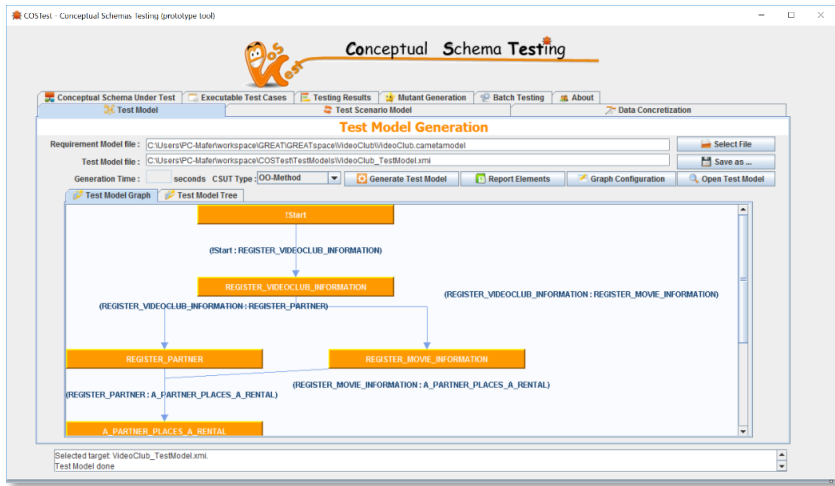 COSTest - Conceptual Schemas Testing (prototype tool)
CosTest
Conceptual Schema Testing
Conceptual Schema Under Test Executable Test Cases Testing Results Mutant Generation Batch Testing About
Test Model Test Scenario Model Data Concretization
Test Model Generation
Requirement Model file : C:\Users\PC-Mafer\workspace\GREAT\GREATspace\VideoClub\VideoClub.cametamodel Select File
Test Model file : C:\Users\PC-Mafer\workspace\COSTest\TestModels\VideoClub_TestModel.xmi Save as ...
Generation Time : seconds CSUT Type : OO-Method Generate Test Model Report Elements Graph Configuration Open Test Model
Test Model Graph Test Model Tree
!Start
(!Start : REGISTER_VIDEOCLUB_INFORMATION)
REGISTER_VIDEOCLUB_INFORMATION
(REGISTER_VIDEOCLUB_INFORMATION : REGISTER_MOVIE_INFORMATION)
(REGISTER_VIDEOCLUB_INFORMATION : REGISTER_PARTNER)
REGISTER_PARTNER REGISTER_MOVIE_INFORMATION
(REGISTER_MOVIE_INFORMATION : A_PARTNER_PLACES_A_RENTAL)
(REGISTER_PARTNER : A_PARTNER_PLACES_A_RENTAL)
A_PARTNER_PLACES_A_RENTAL
Selected target: VideoClub_TestModel.xmi.
Test Model done